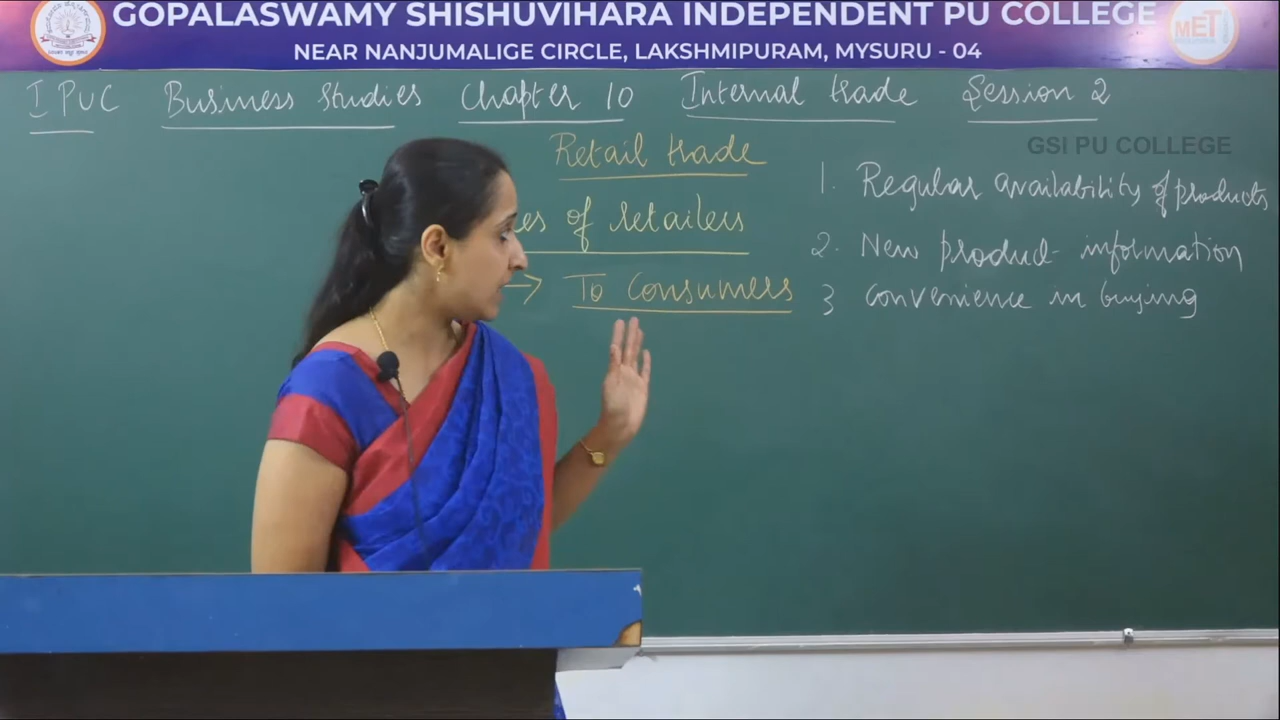 GOPALASWAMY SHISHUVIHARA INDEPENDENT PU COLLEGE
NEAR NANJUMALIGE CIRCLE, LAKSHMIPURAM, MYSURU - 04
MET
I PUC Business Studies Chapter 10 Internal trade Session 2
GSI PU COLLEGE
Retail trade
of retailers
→ To Consumers
1. Regular availability of products
2. New product information
3 Convenience in buying